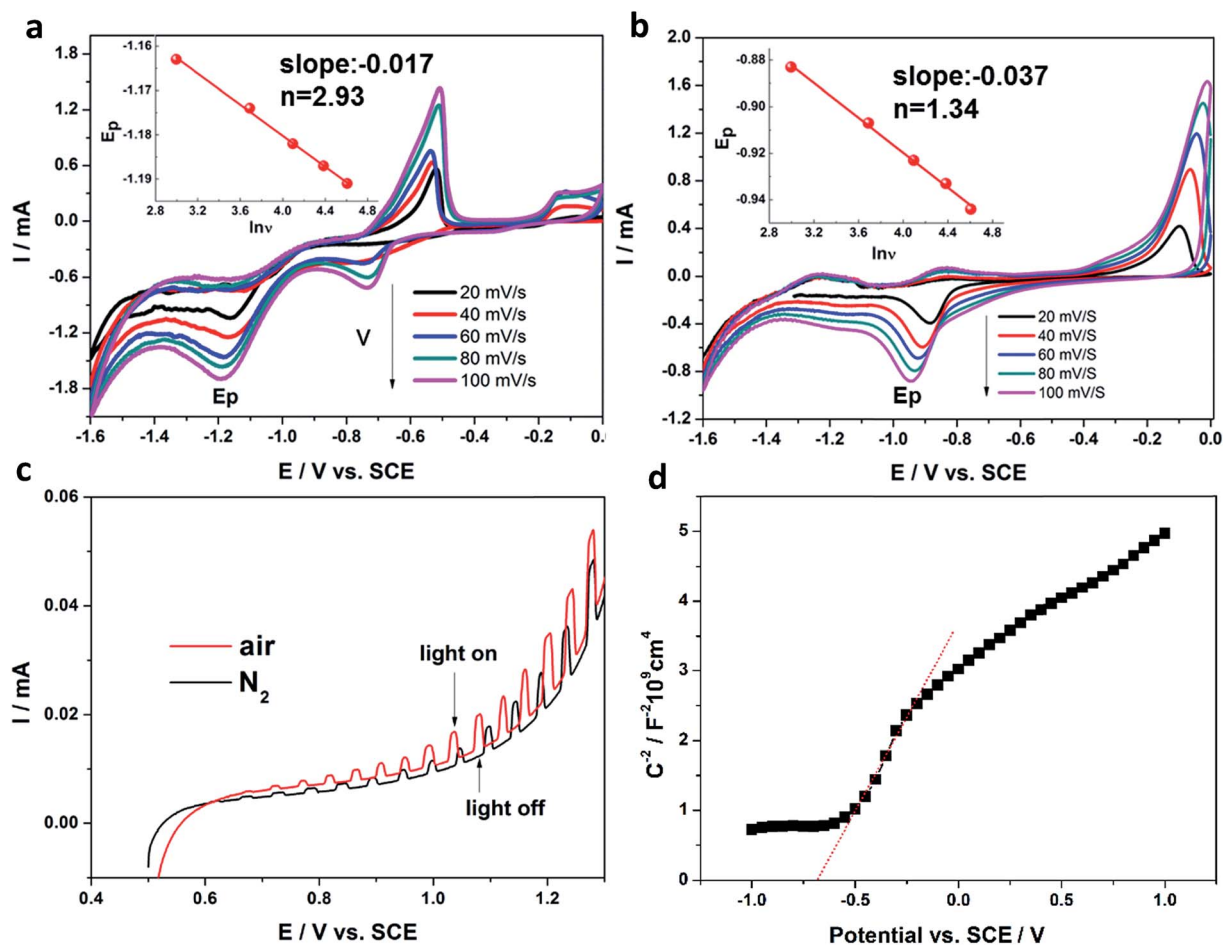 a
slope:-0.017
n=2.93
-1.16
-1.17
-1.18
-1.19
Ep
2.8 3.2 3.6 4.0 4.4 4.8
lnν
1.8
1.2
0.6
0.0
-0.6
-1.2
-1.8
I / mA
20 mV/s
40 mV/s
60 mV/s
80 mV/s
100 mV/s
V
Ep
-1.6 -1.4 -1.2 -1.0 -0.8 -0.6 -0.4 -0.2 0.0
E / V vs. SCE
b
slope:-0.037
n=1.34
-0.88
-0.90
-0.92
-0.94
Ep
2.8 3.2 3.6 4.0 4.4 4.8
lnν
2.0
1.6
1.2
0.8
0.4
0.0
-0.4
-0.8
-1.2
I / mA
20 mV/S
40 mV/S
60 mV/S
80 mV/S
100 mV/S
Ep
-1.6 -1.4 -1.2 -1.0 -0.8 -0.6 -0.4 -0.2 0.0
E / V vs. SCE
c
0.06
0.04
0.02
0.00
I / mA
air
N2
light on
light off
0.4 0.6 0.8 1.0 1.2
E / V vs. SCE
d
5
4
3
2
1
0
C-2 / F-2 109cm4
-1.0 -0.5 0.0 0.5 1.0
Potential vs. SCE / V